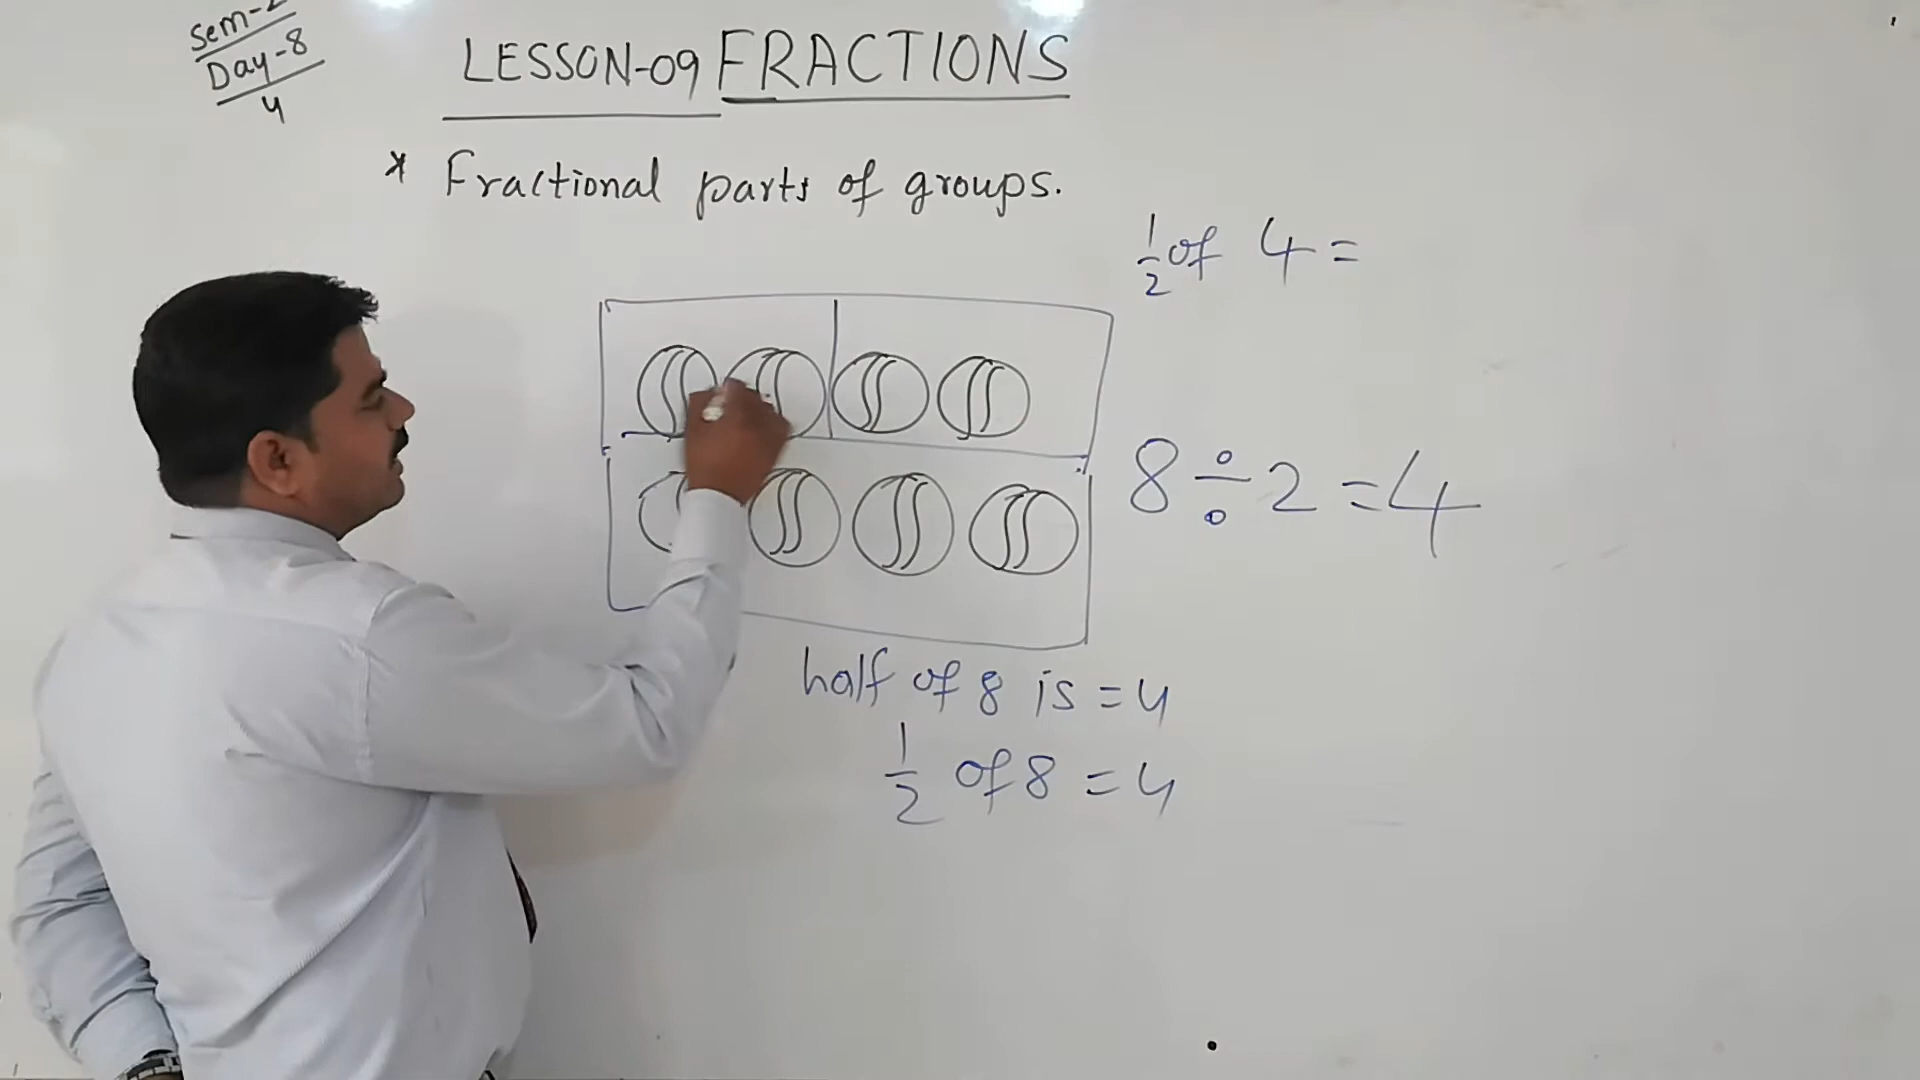 Sem-2
Day-8
4
LESSON-09 FRACTIONS
* Fractional parts of groups.
1/2 of 4 =
8 ÷ 2 = 4
half of 8 is = 4
1/2 of 8 = 4